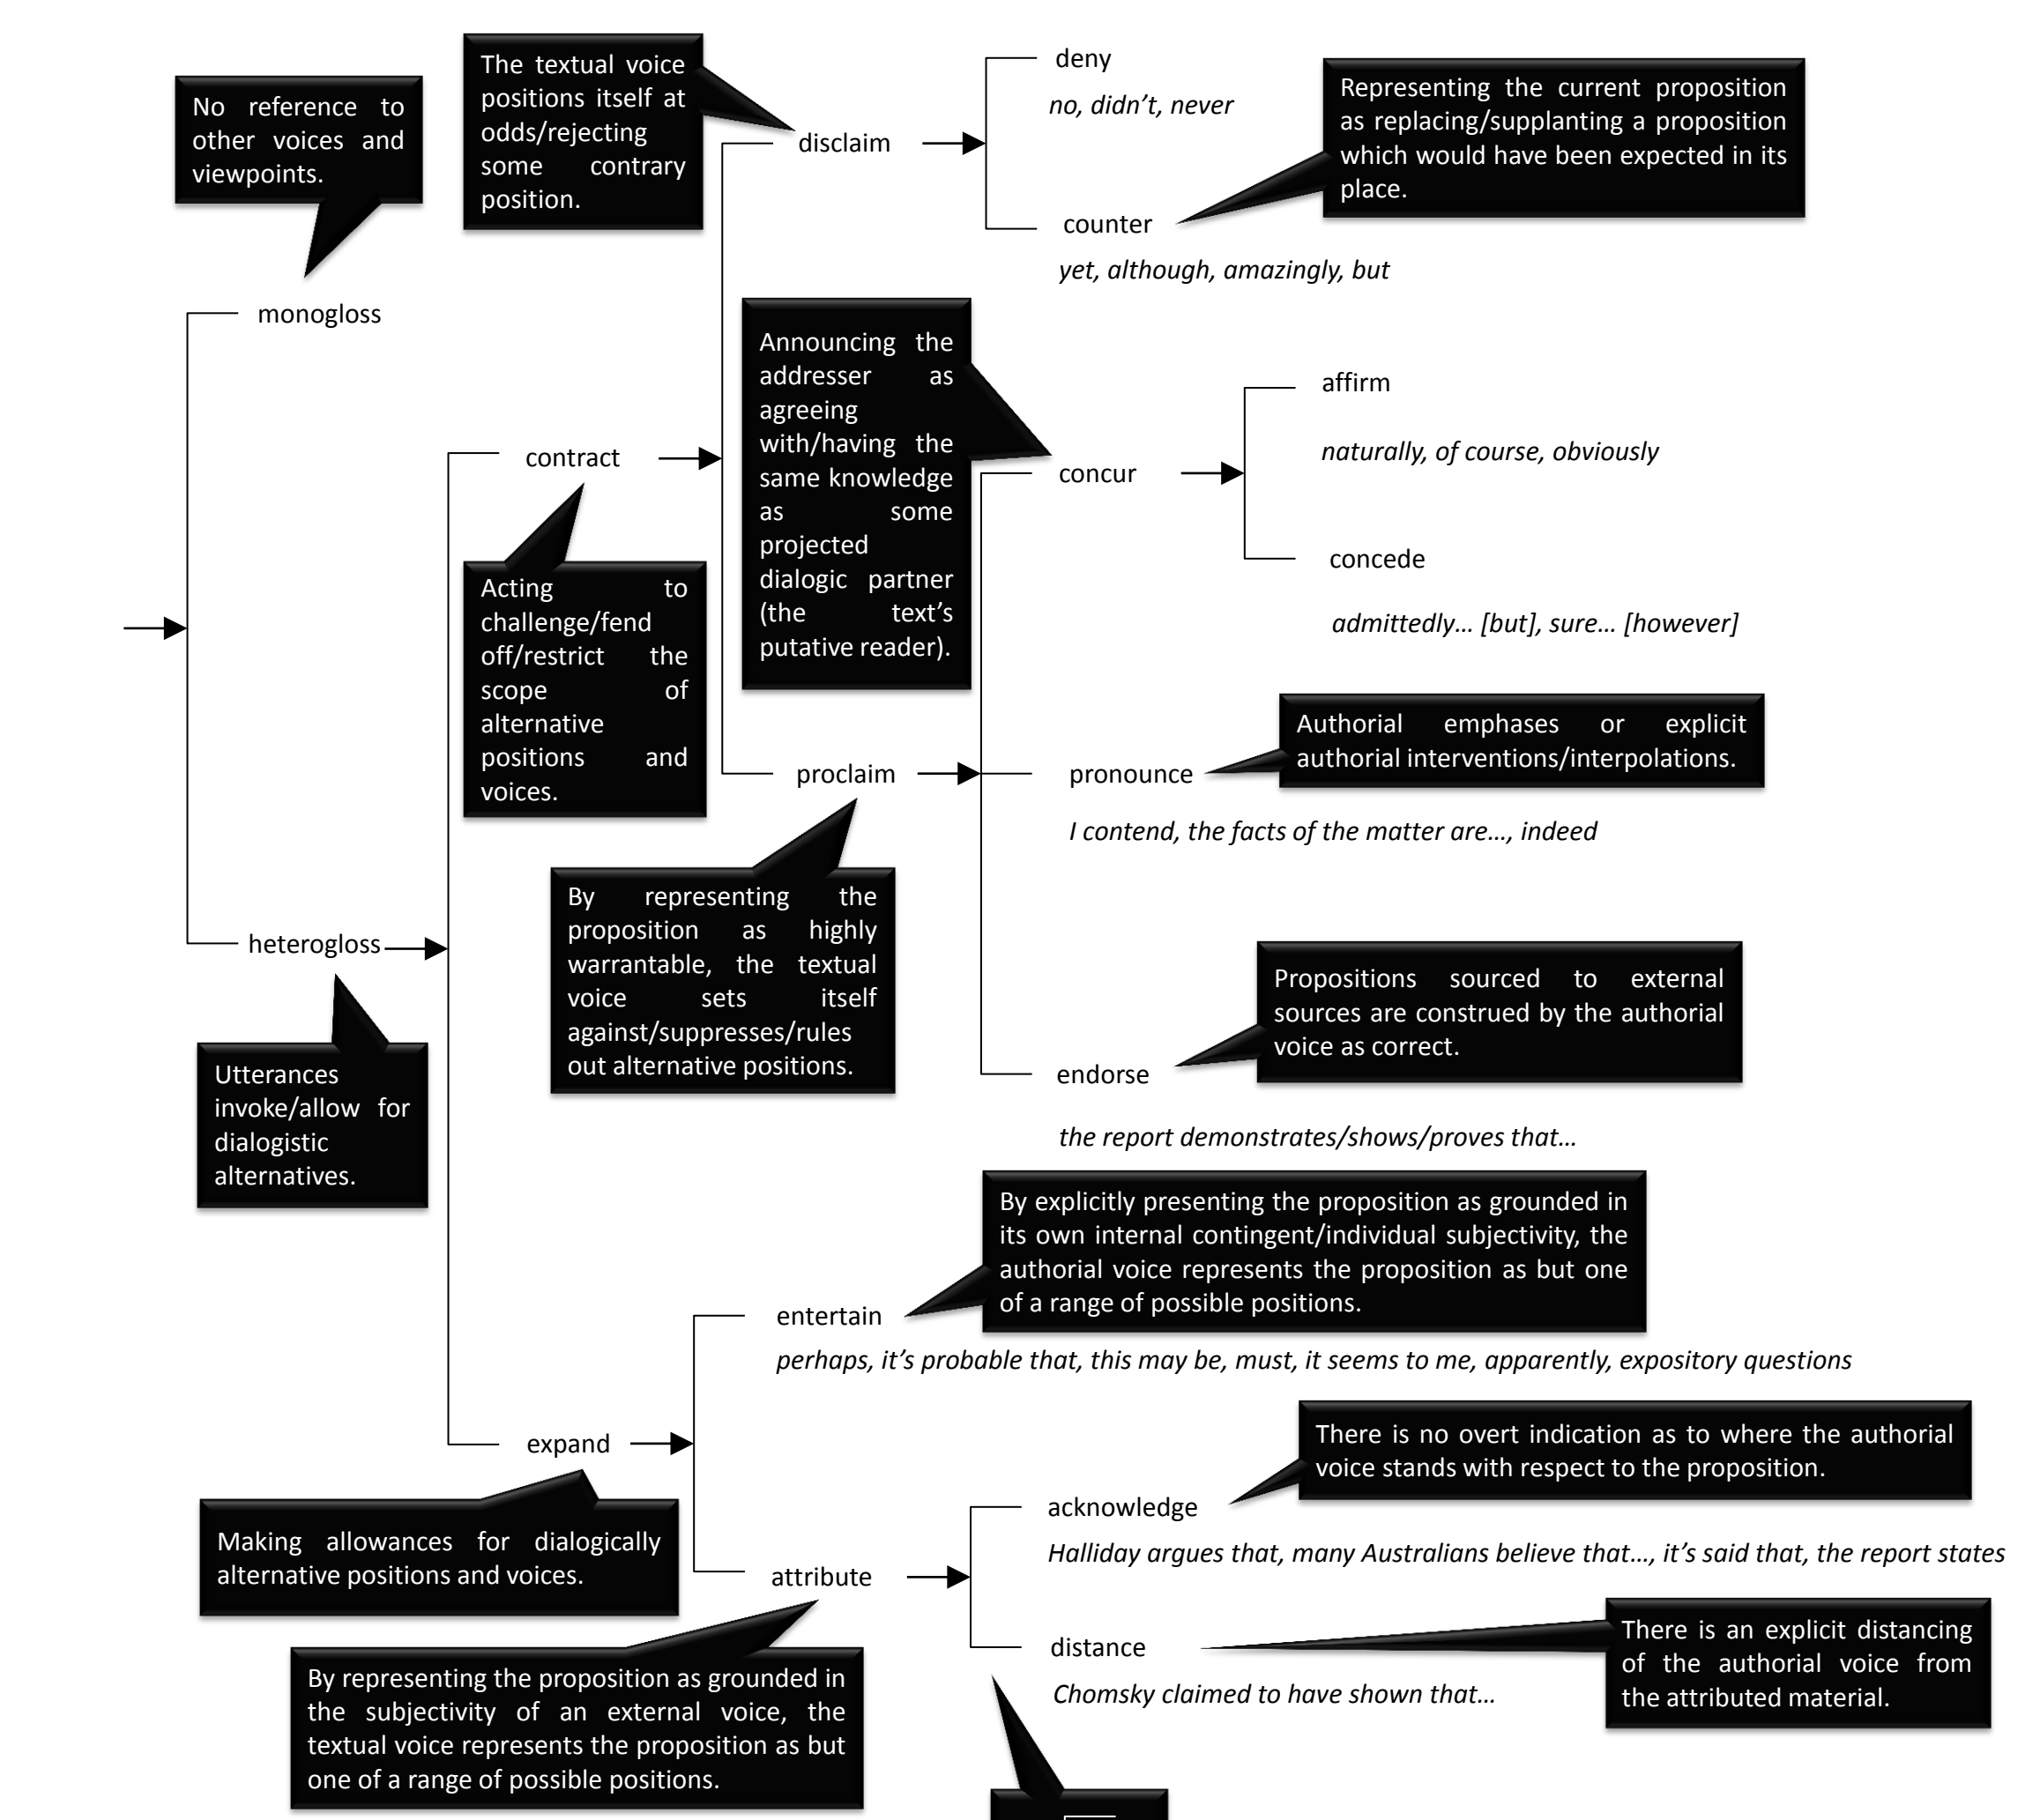 No reference to
other voices and
viewpoints.
The textual voice
positions itself at
odds/rejecting
some contrary
position.
deny
no, didn't, never
disclaim
Representing the current proposition
as replacing/supplanting a proposition
which would have been expected in its
place.
counter
yet, although, amazingly, but
monogloss
Announcing the
addresser as
agreeing
with/having the
same knowledge
as some
projected
dialogic partner
(the text's
putative reader).
affirm
naturally, of course, obviously
contract
concur
concede
admittedly... [but], sure... [however]
Acting to
challenge/fend
off/restrict the
scope of
alternative
positions and
voices.
Authorial emphases or explicit
authorial interventions/interpolations.
proclaim
pronounce
I contend, the facts of the matter are..., indeed
By representing the
proposition as highly
warrantable, the textual
voice sets itself
against/suppresses/rules
out alternative positions.
heterogloss
Propositions sourced to external
sources are construed by the authorial
voice as correct.
endorse
the report demonstrates/shows/proves that...
Utterances
invoke/allow for
dialogistic
alternatives.
By explicitly presenting the proposition as grounded in
its own internal contingent/individual subjectivity, the
authorial voice represents the proposition as but one
of a range of possible positions.
entertain
perhaps, it's probable that, this may be, must, it seems to me, apparently, expository questions
expand
There is no overt indication as to where the authorial
voice stands with respect to the proposition.
acknowledge
Halliday argues that, many Australians believe that..., it's said that, the report states
Making allowances for dialogically
alternative positions and voices.
attribute
distance
Chomsky claimed to have shown that...
There is an explicit distancing
of the authorial voice from
the attributed material.
By representing the proposition as grounded in
the subjectivity of an external voice, the
textual voice represents the proposition as but
one of a range of possible positions.